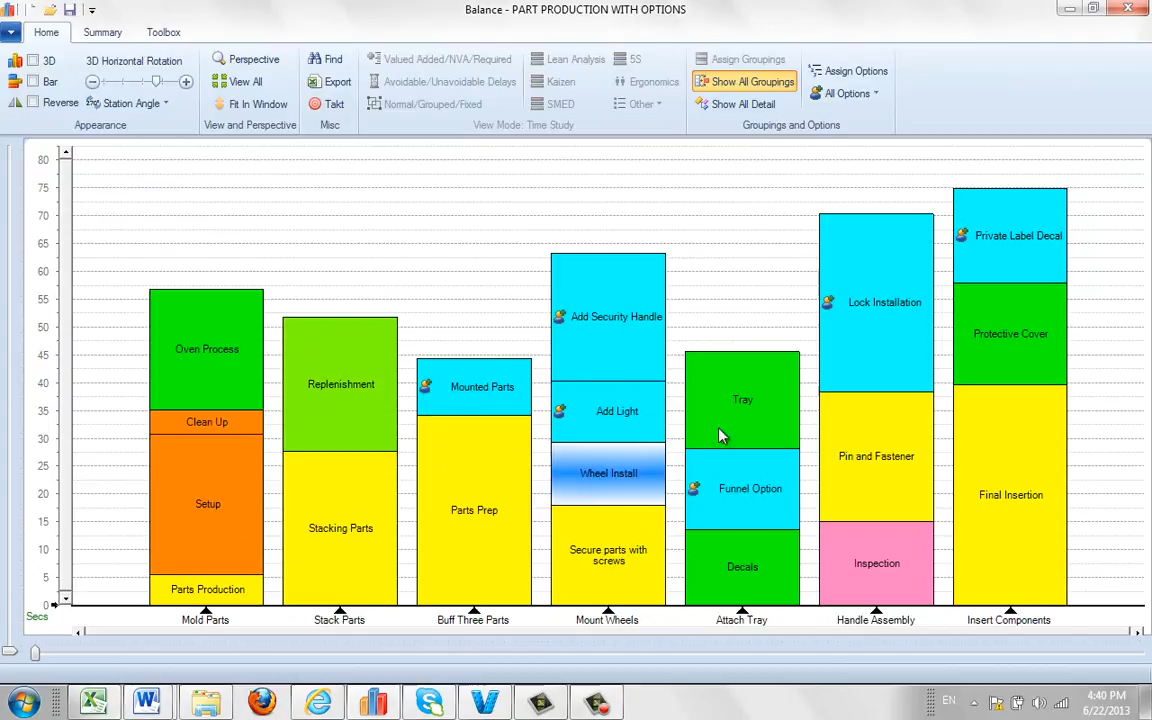 Balance - PART PRODUCTION WITH OPTIONS
Home Summary Toolbox
3D 3D Horizontal Rotation Perspective Find Valued Added/NVA/Required Lean Analysis 5S Assign Groupings Assign Options
Bar View All Export Avoidable/Unavoidable Delays Kaizen Ergonomics Show All Groupings All Options
Reverse Station Angle Fit In Window Takt Normal/Grouped/Fixed SMED Other Show All Detail
Appearance View and Perspective Misc View Mode: Time Study Groupings and Options
80
75
70
65
60
55
50
45
40
35
30
25
20
15
10
5
0
Secs
Oven Process
Clean Up
Setup
Parts Production
Replenishment
Stacking Parts
Mounted Parts
Parts Prep
Add Security Handle
Add Light
Wheel Install
Secure parts with
screws
Tray
Funnel Option
Decals
Lock Installation
Pin and Fastener
Inspection
Private Label Decal
Protective Cover
Final Insertion
Mold Parts Stack Parts Buff Three Parts Mount Wheels Attach Tray Handle Assembly Insert Components
EN
4:40 PM
6/22/2013